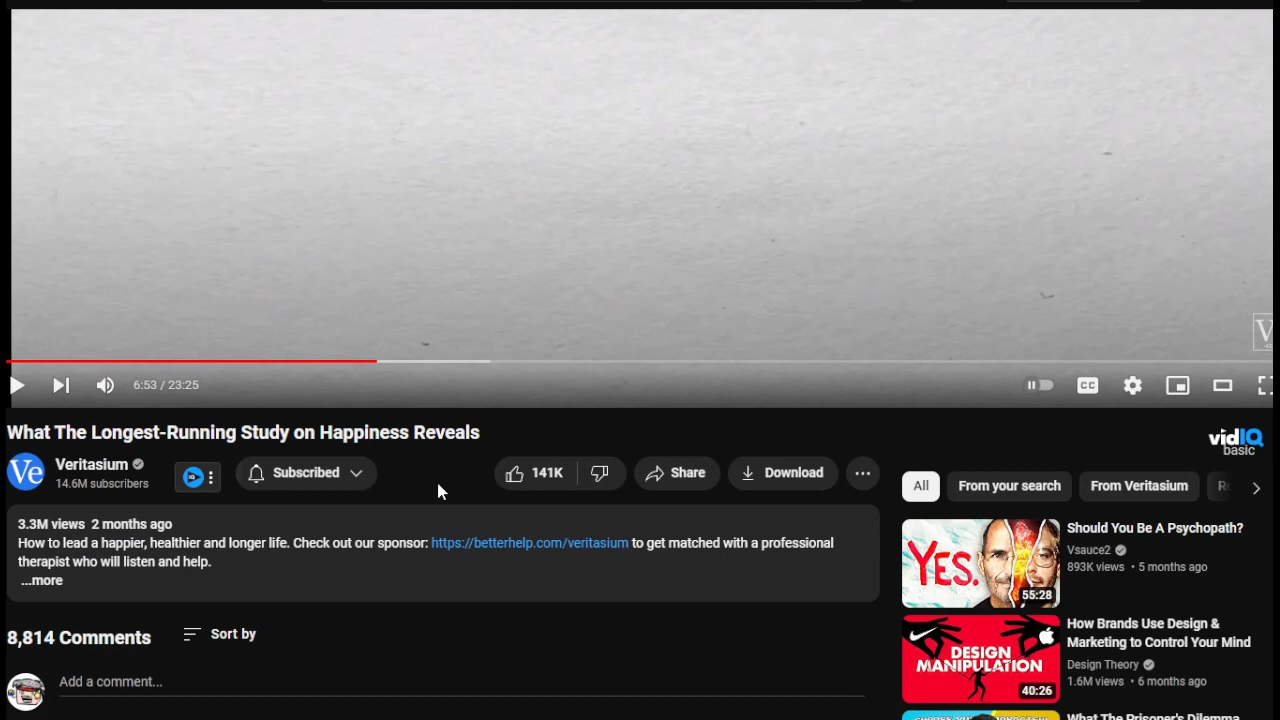 6:53 / 23:25
CC
What The Longest-Running Study on Happiness Reveals
vidIQ
basic
Ve
Veritasium
14.6M subscribers
Subscribed
141K
Share
Download
All
From your search
From Veritasium
3.3M views 2 months ago
How to lead a happier, healthier and longer life. Check out our sponsor: https://betterhelp.com/veritasium to get matched with a professional
therapist who will listen and help.
...more
8,814 Comments
Sort by
Add a comment...
YES.
55:28
Should You Be A Psychopath?
Vsauce2
893K views • 5 months ago
DESIGN
MANIPULATION
40:26
How Brands Use Design &
Marketing to Control Your Mind
Design Theory
1.6M views • 6 months ago
What The Prisoner's Dilemma